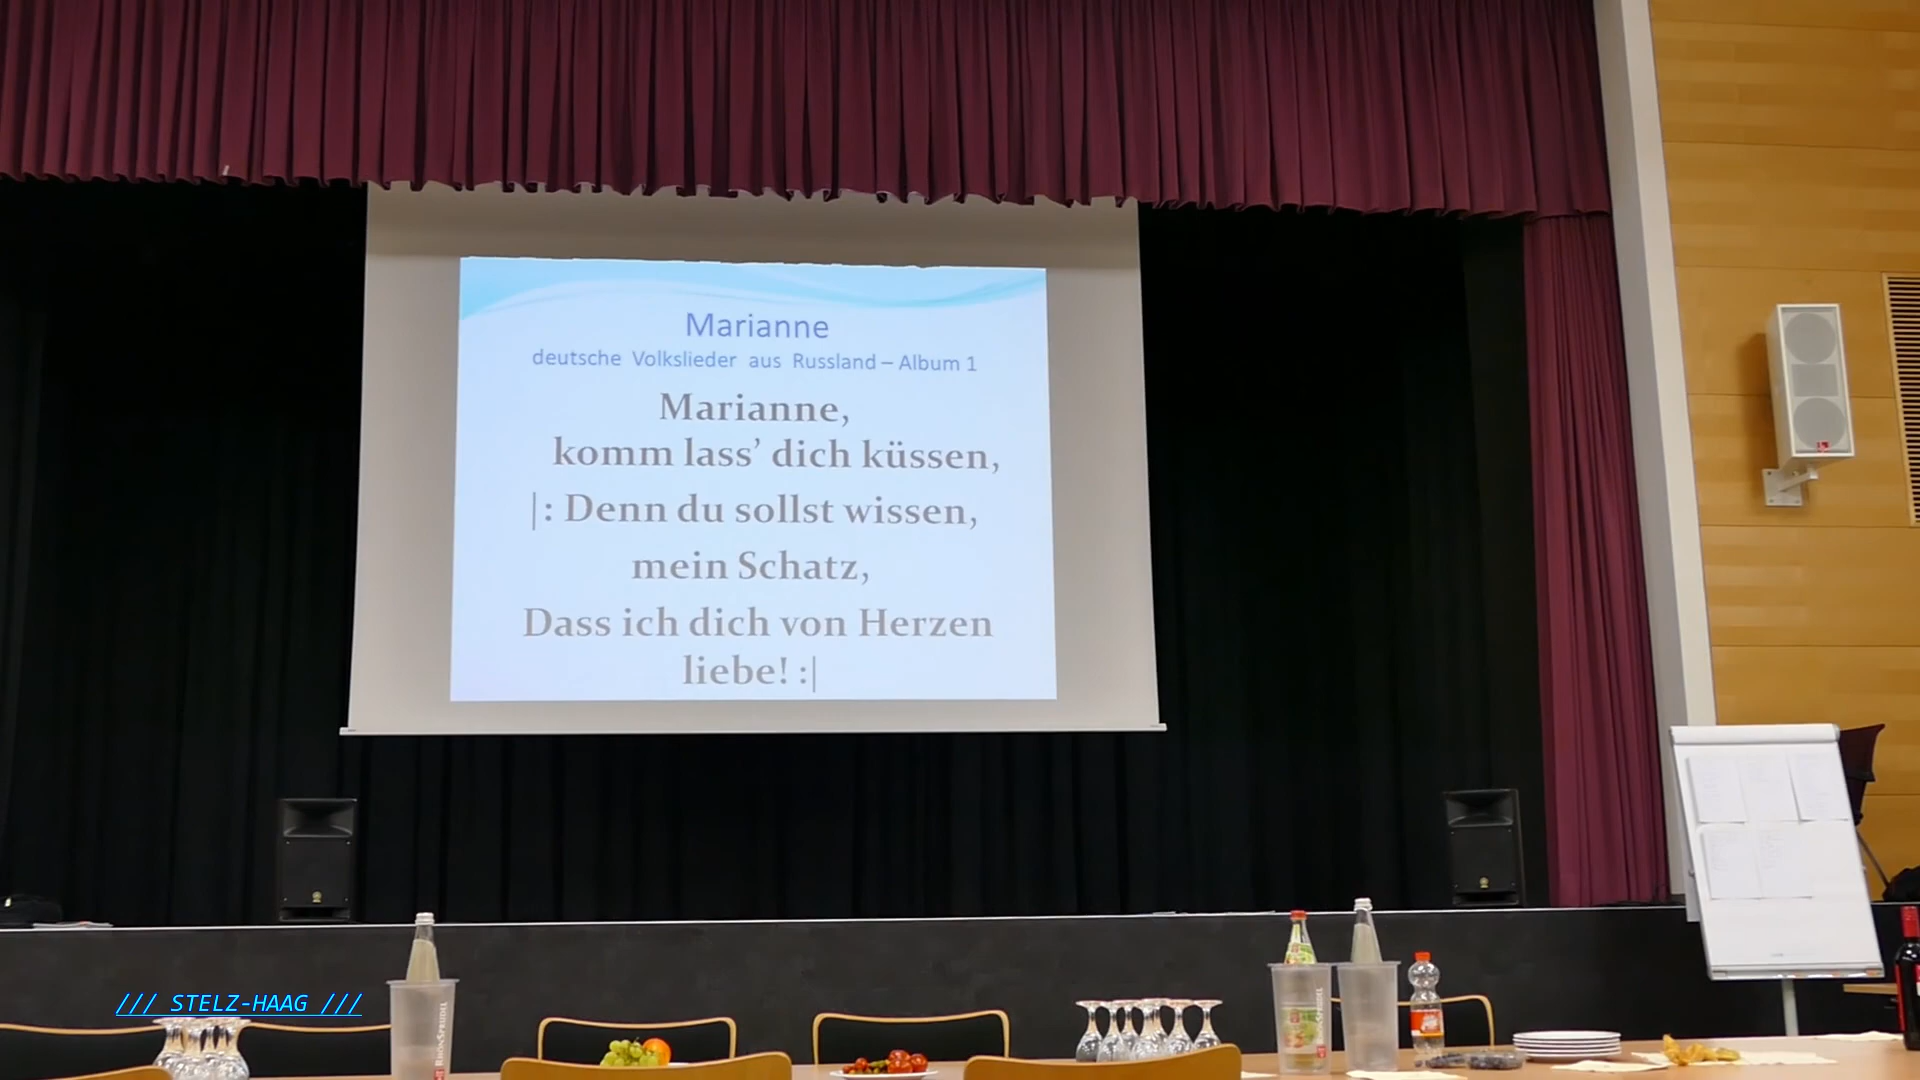 Marianne
deutsche Volkslieder aus Russland – Album 1
Marianne,
komm lass’ dich küssen,
|: Denn du sollst wissen,
mein Schatz,
Dass ich dich von Herzen
liebe! :|
/// STELZ-HAAG ///
RHÖNSPRUDEL